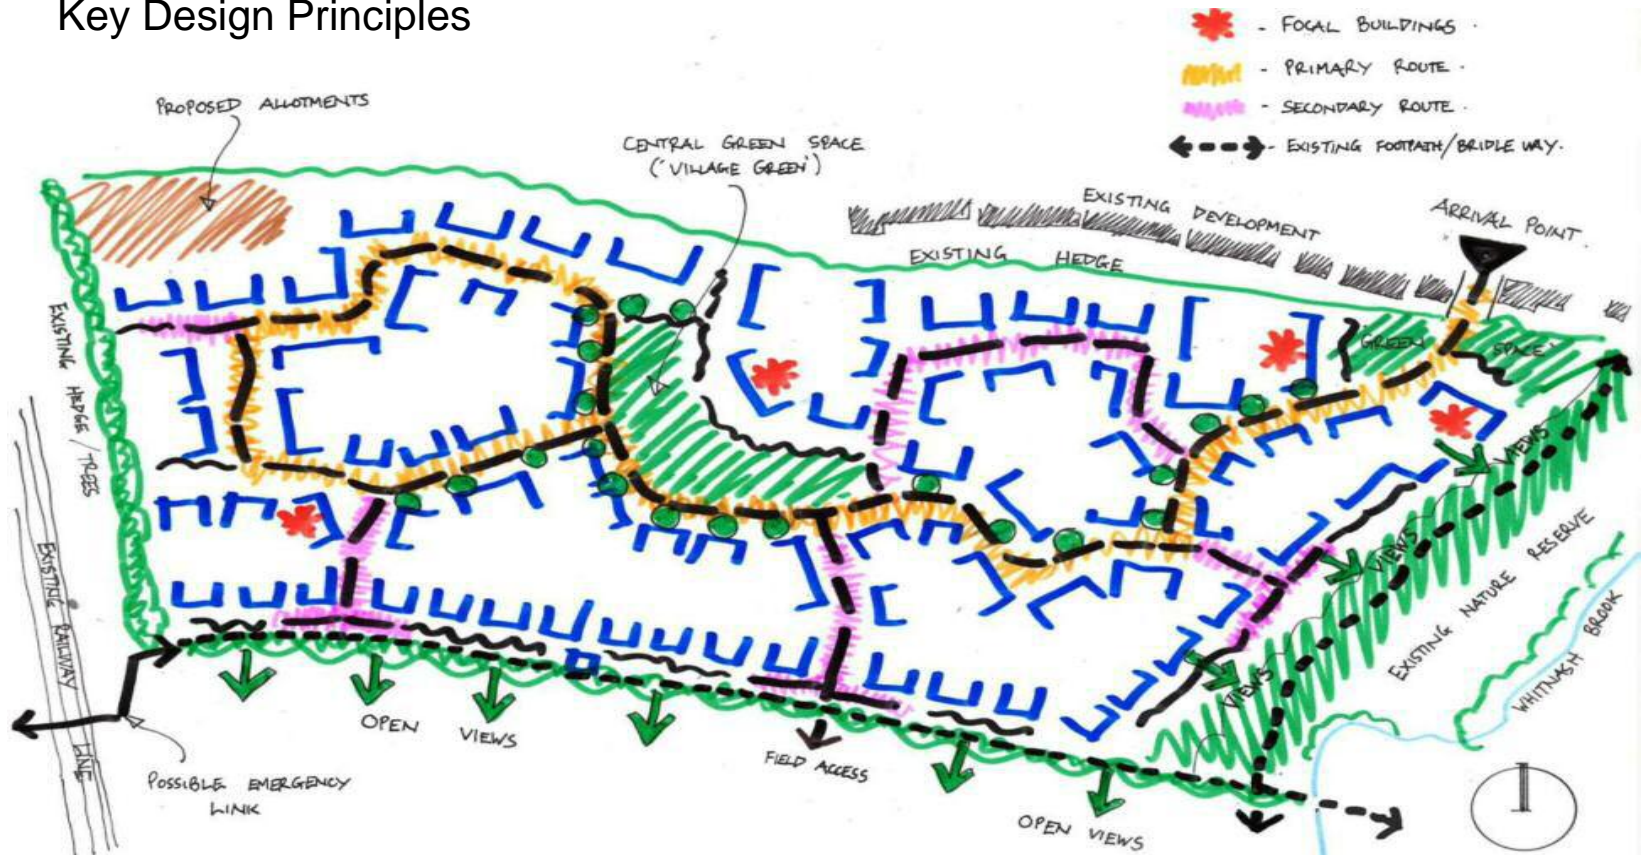 Key Design Principles
- FOCAL BUILDINGS.
- PRIMARY ROUTE.
- SECONDARY ROUTE.
- EXISTING FOOTPATH/BRIDLE WAY.
PROPOSED ALLOTMENTS
CENTRAL GREEN SPACE
('VILLAGE GREEN')
EXISTING DEVELOPMENT
ARRIVAL POINT.
EXISTING HEDGE
GREEN SPACE
EXISTING HEDGE/TREES
VIEWS
VIEWS
VIEWS
EXISTING NATURE RESERVE
WHITNASH BROOK
EXISTING RAILWAY LINE
OPEN VIEWS
FIELD ACCESS
POSSIBLE EMERGENCY
LINK
OPEN VIEWS